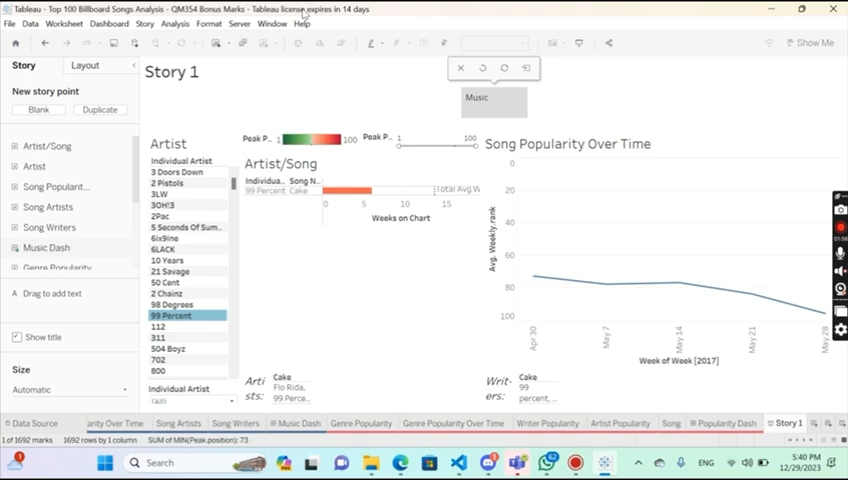 Tableau - Top 100 Billboard Songs Analysis - QM354 Bonus Marks - Tableau license expires in 14 days
File Data Worksheet Dashboard Story Analysis Format Server Window Help
Show Me
Story Layout
New story point
Blank Duplicate
Artist/Song
Artist
Song Popularit...
Song Artists
Song Writers
Music Dash
Genre Popularity
A Drag to add text
Show title
Size
Automatic
Story 1
Music
Artist
Individual Artist
3 Doors Down
2 Pistols
3LW
3OH!3
2Pac
5 Seconds Of Sum..
6ix9ine
6LACK
10 Years
21 Savage
50 Cent
2 Chainz
98 Degrees
99 Percent
112
311
504 Boyz
702
800
Individual Artist
(All)
Peak P.. 1 100 Peak P.. 1 100
Artist/Song
Individua.. Song N..
99 Percent Cake
Total Avg W
0 5 10 15
Weeks on Chart
Song Popularity Over Time
0
20
40
60
80
100
Avg. Weekly.rank
Apr 30 May 7 May 14 May 21 May 28
Week of Week [2017]
Arti
sts:
Cake
Flo Rida,
99 Perce..
Writ-
ers:
Cake
99
percent, ...
Data Source arity Over Time Song Artists Song Writers Music Dash Genre Popularity Genre Popularity Over Time Writer Popularity Artist Popularity Song Popularity Dash Story 1
1 of 1692 marks 1692 rows by 1 column SUM of MIN(Peak.position): 73
01:56
1
Search
1
62
ENG
5:40 PM
12/29/2023